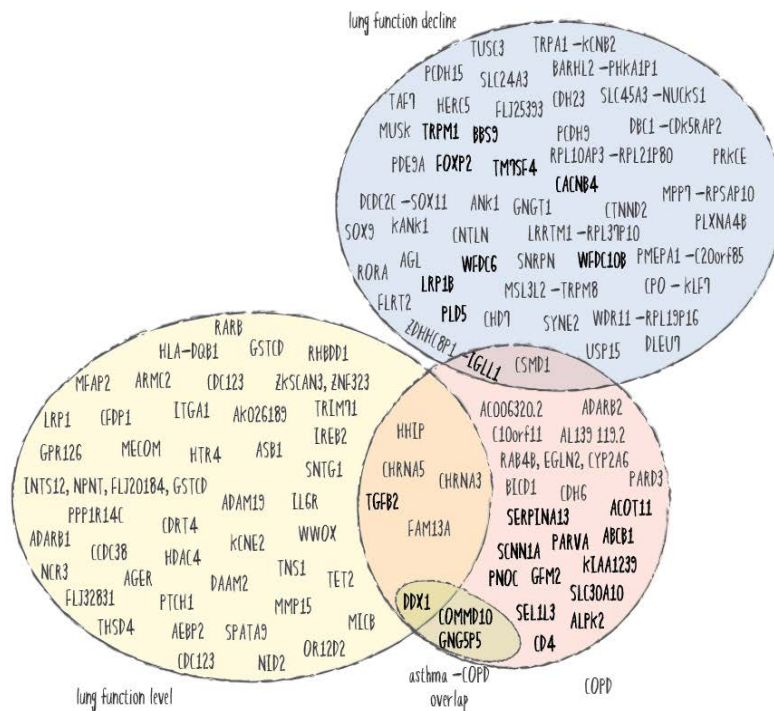 lung function decline
TUSC3 TRPA1 -KCNB2
PCDH15 SLC24A3 BARHL2 -PHKA1P1
TAF7 HERC5 FLJ25393 CDH23 SLC45A3 -NUCKS1
MUSK TRPM1 BBS9 PCDH9 DBC1 -CDK5RAP2
PDE9A FOXP2 TM7SF4 RPL10AP3 -RPL21P80 PRKCE
CACNB4
DCDC2C -SOX11 ANK1 GNGT1 CTNND2 MPP7 -RPSAP10
SOX9 KANK1 CNTLN LRRTM1 -RPL37P10 PLXNA4B
RORA AGL WFDC6 SNRPN WFDC10B PMEPA1 -C20orf85
FLRT2 LRP1B MSL3L2 -TRPM8 CPO -KLF7
PLD5 CHD7 SYNE2 WDR11 -RPL19P16
ZDHHC8P1 -IGLL1 CSMD1 USP15 DLEU7
RARB
HLA-DQB1 GSTCD RHBDD1
MFAP2 ARMC2 CDC123 ZKSCAN3, ZNF323
LRP1 CFDP1 ITGA1 AK026189 TRIM71
GPR126 MECOM HTR4 ASB1 IREB2
SNTG1
INTS12, NPNT, FLJ20184, GSTCD
PPP1R14C ADAM19 IL6R
ADARB1 CDRT4 KCNE2 WWOX
CCDC38 HDAC4
NCR3 AGER DAAM2 TNS1 TET2
FLJ32831 PTCH1 MMP15
THSD4 AEBP2 SPATA9 MICB
CDC123 NID2 OR12D2
HHIP
CHRNA5 CHRNA3
TGFB2
FAM13A
AC006320.2 ADARB2
C10orf11 AL139 119.2
RAB4B, EGLN2, CYP2A6
BICD1 CDH6 PARD3
SERPINA13 ACOT11
SCNN1A PARVA ABCB1
PNOC GFM2 KIAA1239
SLC30A10
SEL1L3 ALPK2
CD4
DDX1
COMMD10
GNG5P5
lung function level
asthma -COPD
overlap
COPD